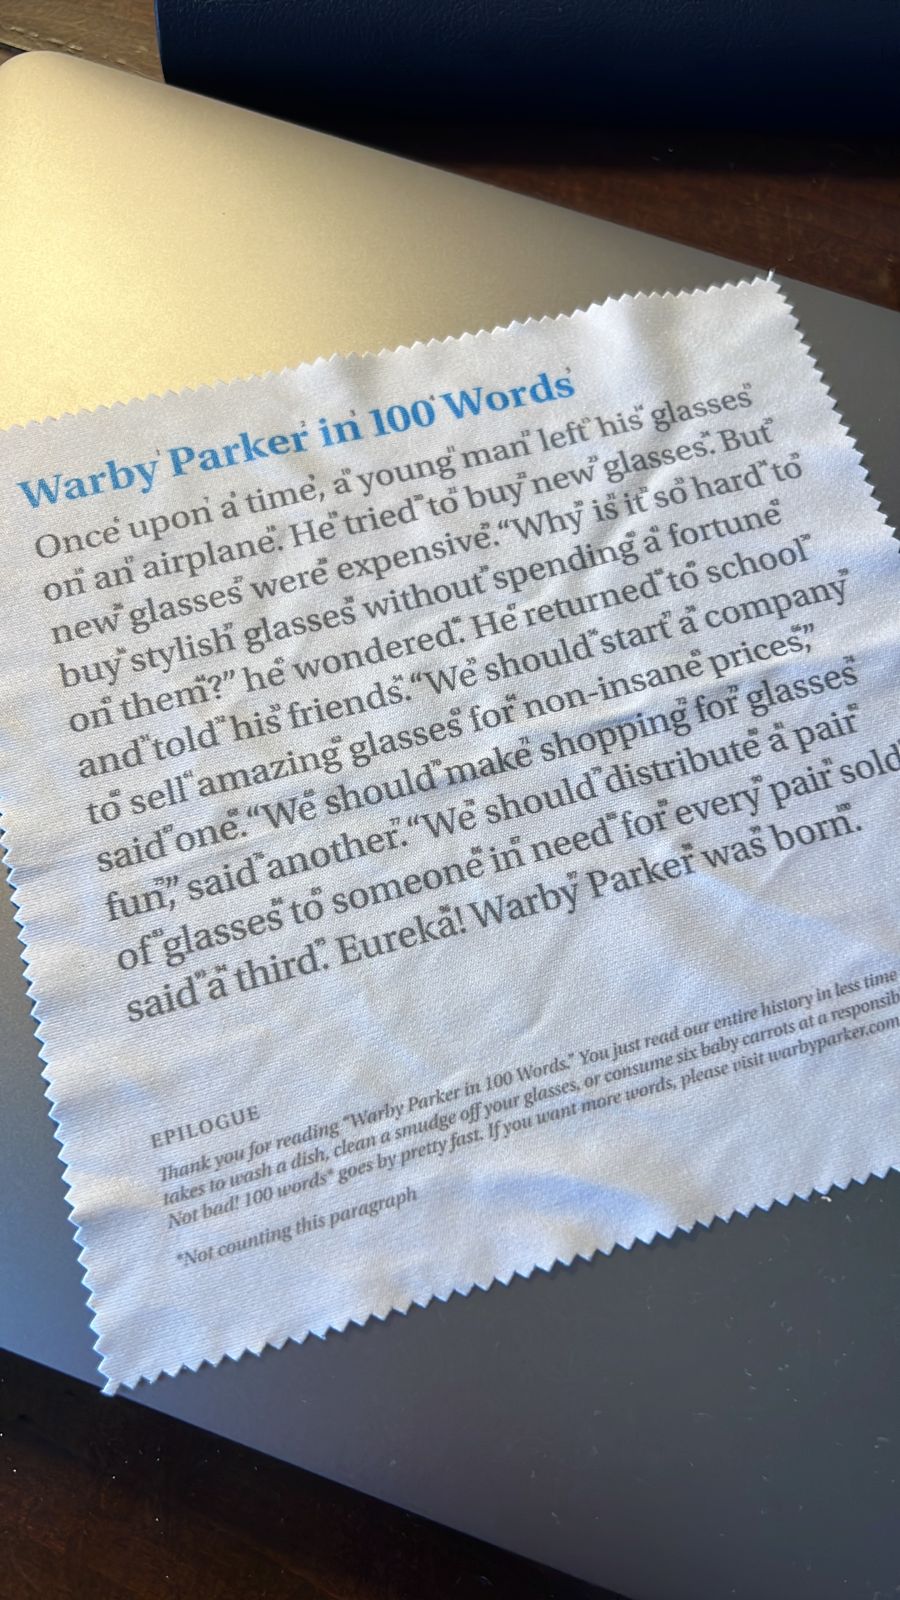 Warby Parker in 100 Words
Once upon a time, a young man left his glasses
on an airplane. He tried to buy new glasses. But
new glasses were expensive. “Why is it so hard to
buy stylish glasses without spending a fortune
on them?” he wondered. He returned to school
and told his friends. “We should start a company
to sell amazing glasses for non-insane prices,”
said one. “We should make shopping for glasses
fun,” said another. “We should distribute a pair
of glasses to someone in need for every pair sold
said a third. Eureka! Warby Parker was born.
EPILOGUE
Thank you for reading “Warby Parker in 100 Words.” You just read our entire history in less time
takes to wash a dish, clean a smudge off your glasses, or consume six baby carrots at a responsib
Not bad! 100 words* goes by pretty fast. If you want more words, please visit warbyparker.com
*Not counting this paragraph